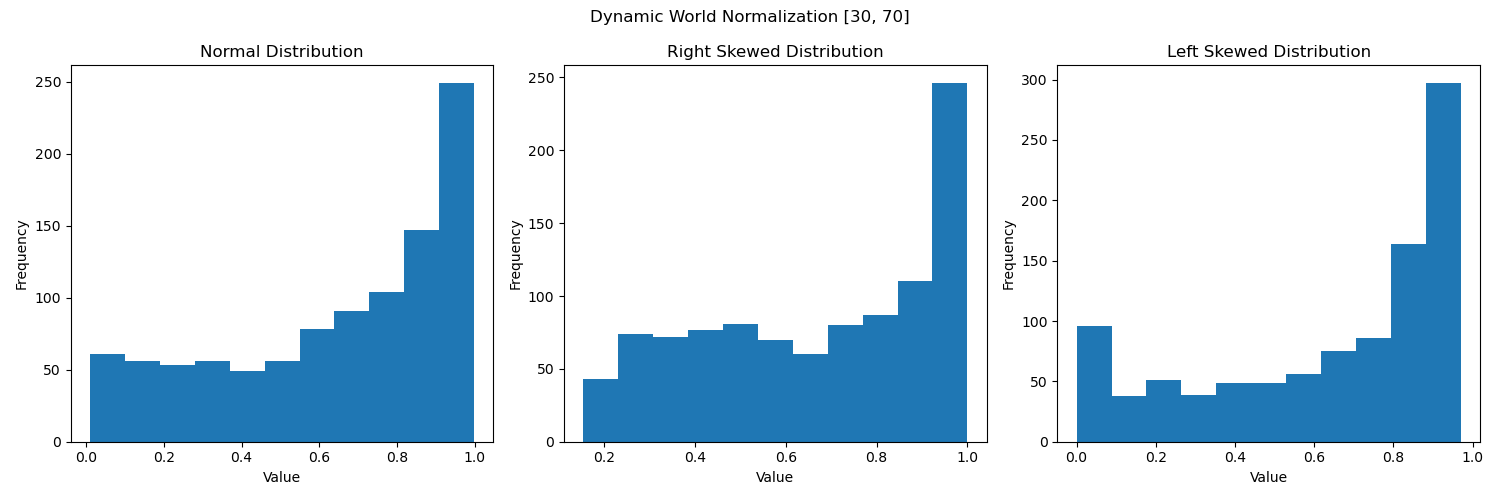 Dynamic World Normalization [30, 70]
Normal Distribution
Frequency
250
200
150
100
50
0
0.0 0.2 0.4 0.6 0.8 1.0
Value
Right Skewed Distribution
Frequency
250
200
150
100
50
0
0.2 0.4 0.6 0.8 1.0
Value
Left Skewed Distribution
Frequency
300
250
200
150
100
50
0
0.0 0.2 0.4 0.6 0.8 1.0
Value